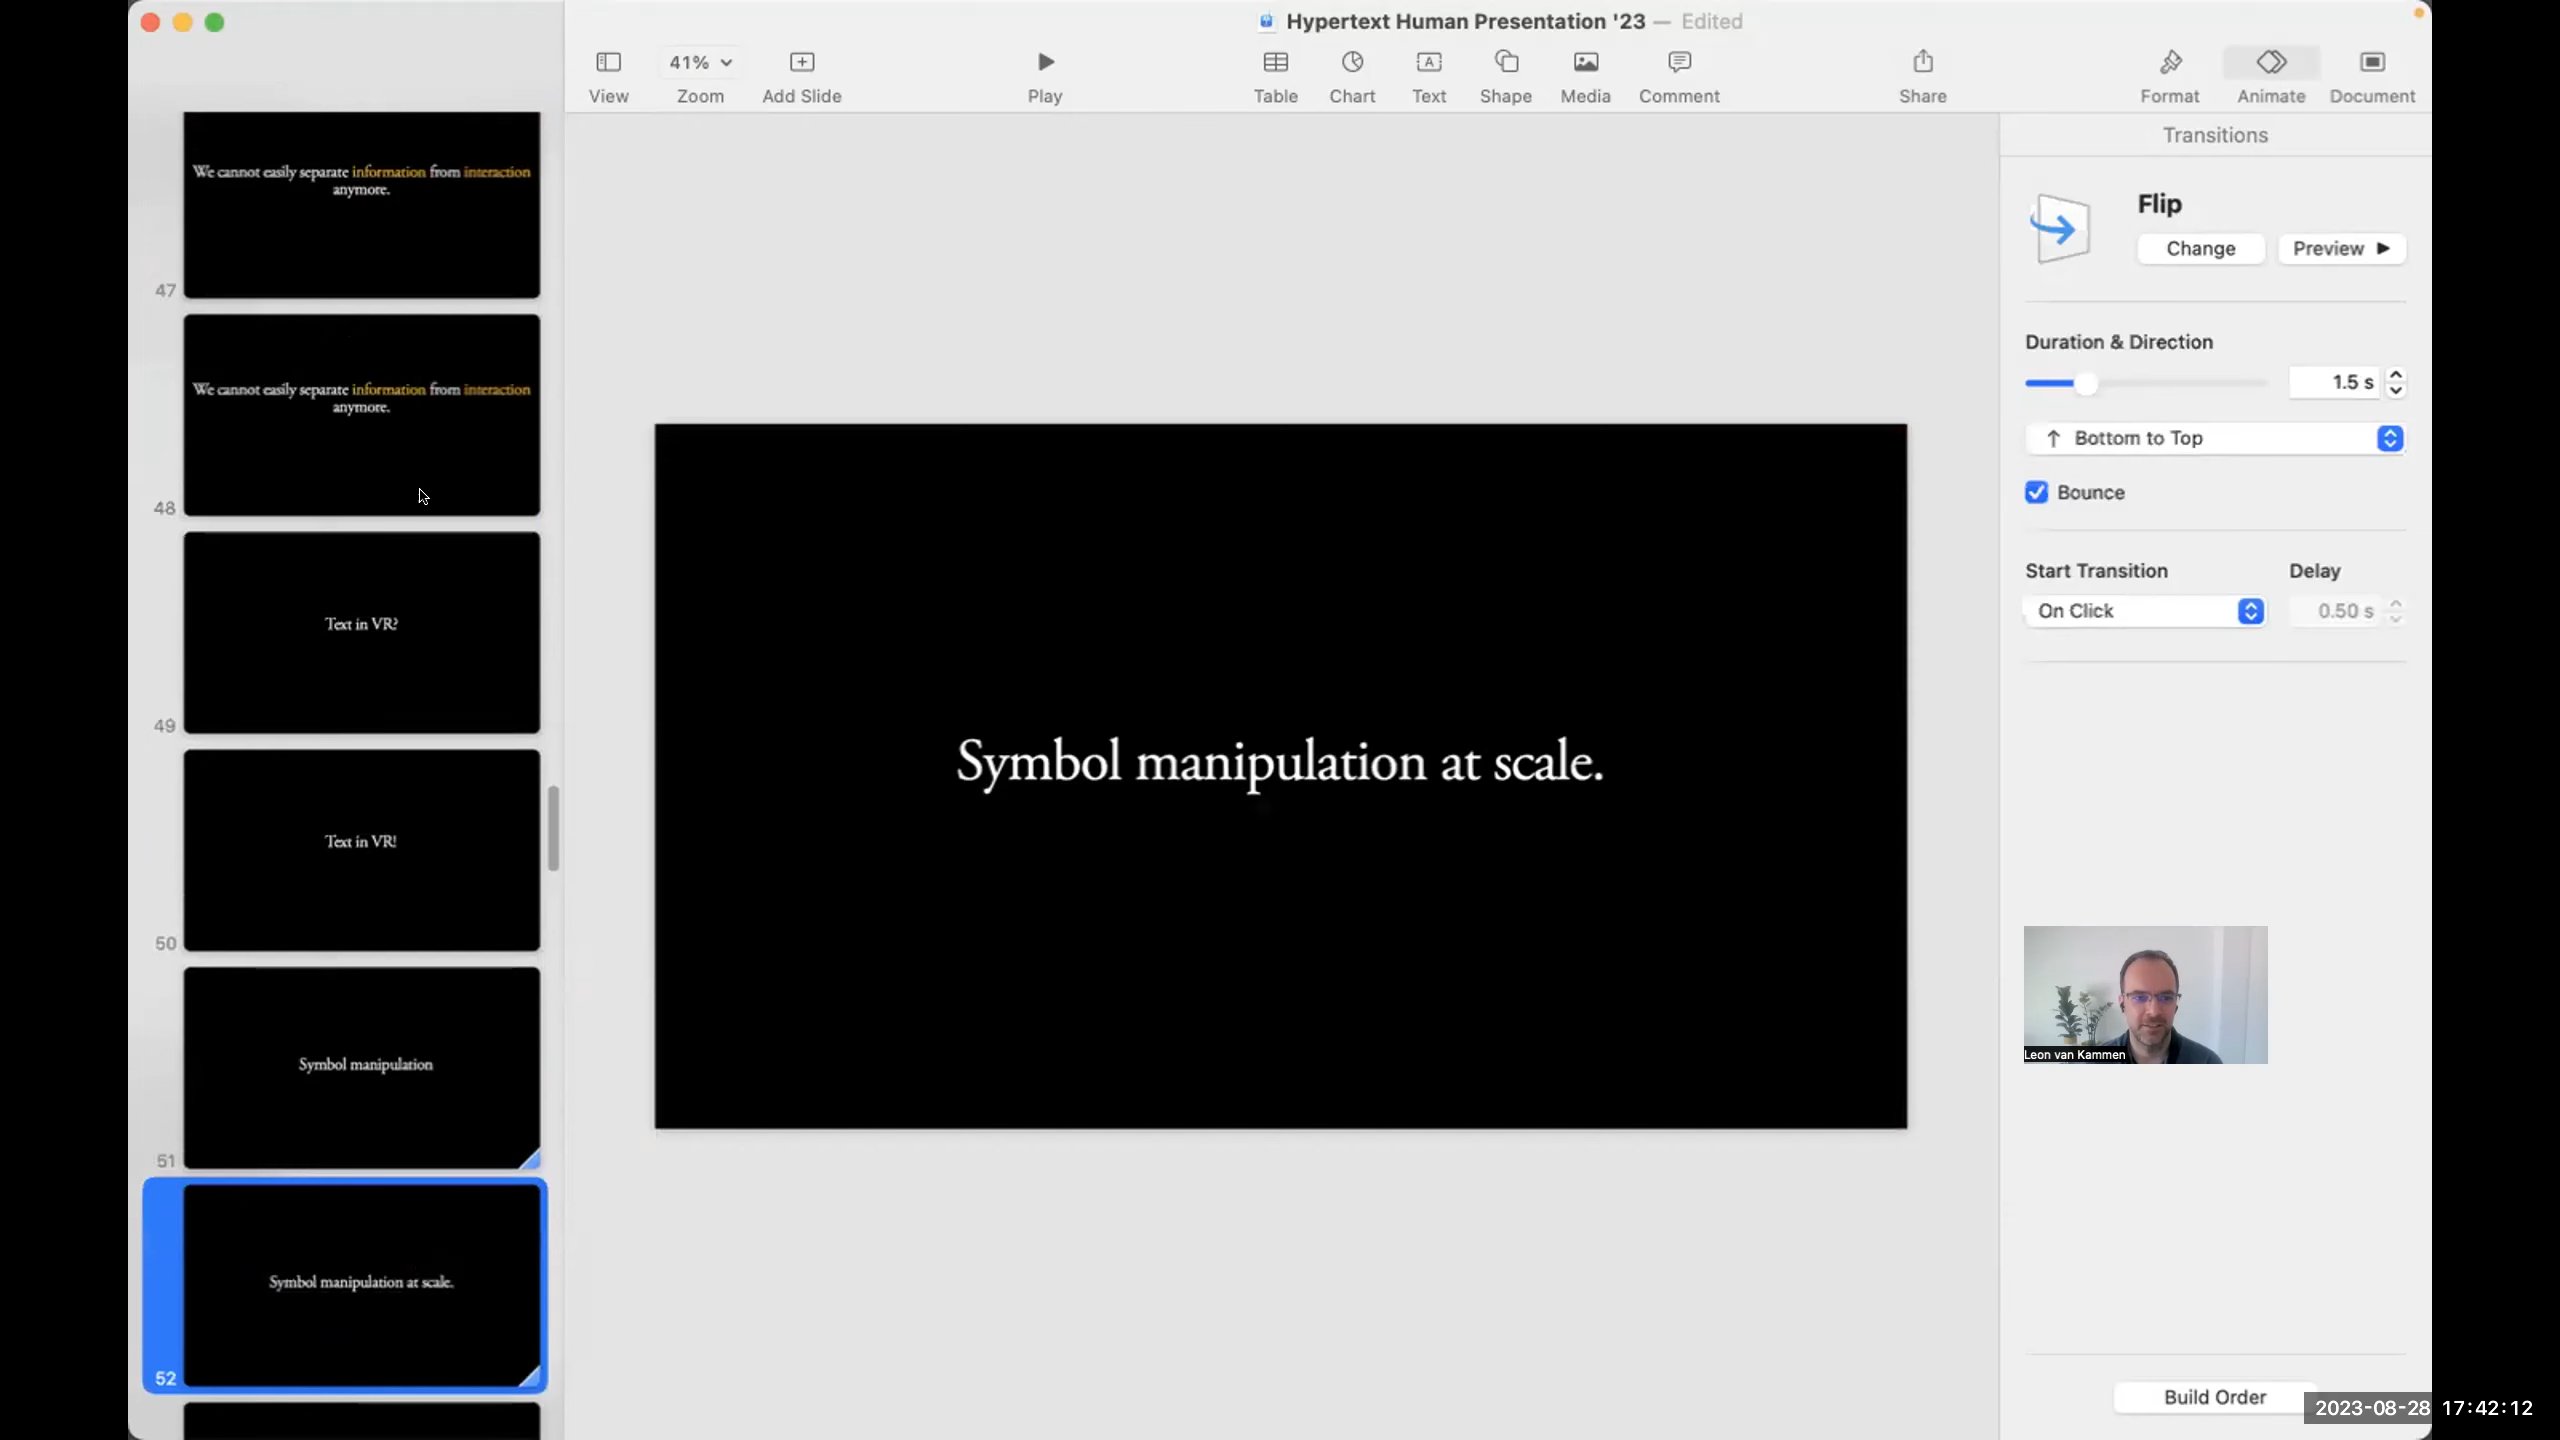 Hypertext Human Presentation '23 — Edited
41%
View
Zoom
Add Slide
Play
Table
Chart
Text
Shape
Media
Comment
Share
Format
Animate
Document
We cannot easily separate information from interaction
anymore.
47
We cannot easily separate information from interaction
anymore.
48
Text in VR?
49
Text in VR!
50
Symbol manipulation
51
Symbol manipulation at scale.
52
Symbol manipulation at scale.
Transitions
Flip
Change
Preview
Duration & Direction
1.5 s
Bottom to Top
Bounce
Start Transition
Delay
On Click
0.50 s
Leon van Kammen
Build Order
2023-08-28 17:42:12